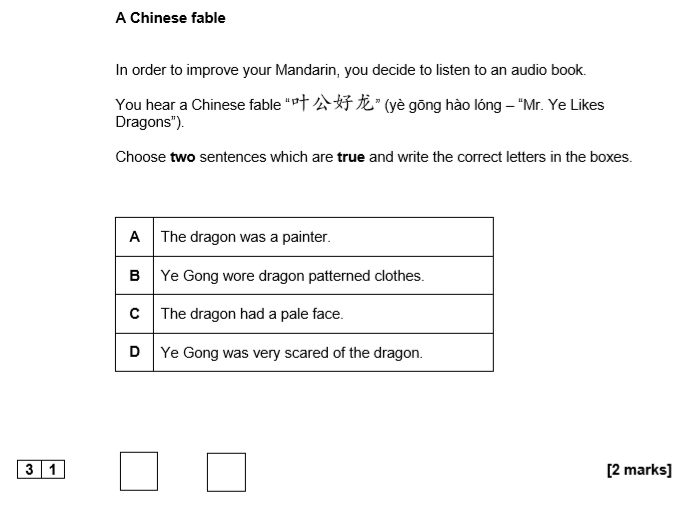 A Chinese fable
In order to improve your Mandarin, you decide to listen to an audio book.
You hear a Chinese fable “叶公好龙” (yè gōng hào lóng – “Mr. Ye Likes
Dragons”).
Choose two sentences which are true and write the correct letters in the boxes.
A The dragon was a painter.
B Ye Gong wore dragon patterned clothes.
C The dragon had a pale face.
D Ye Gong was very scared of the dragon.
3 1 [2 marks]